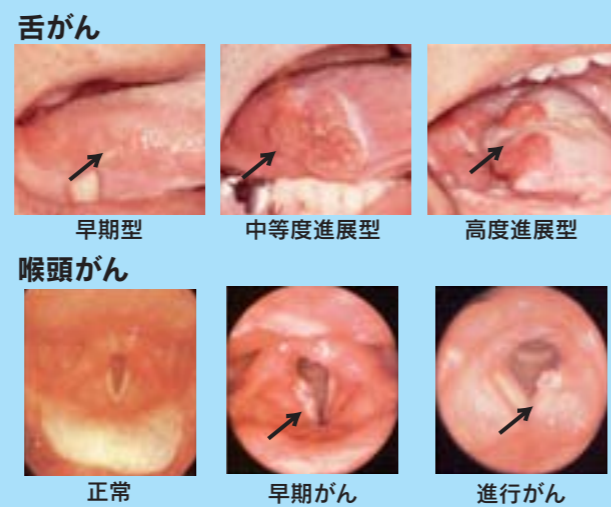 舌がん
早期型
中等度進展型
高度進展型
喉頭がん
正常
早期がん
進行がん